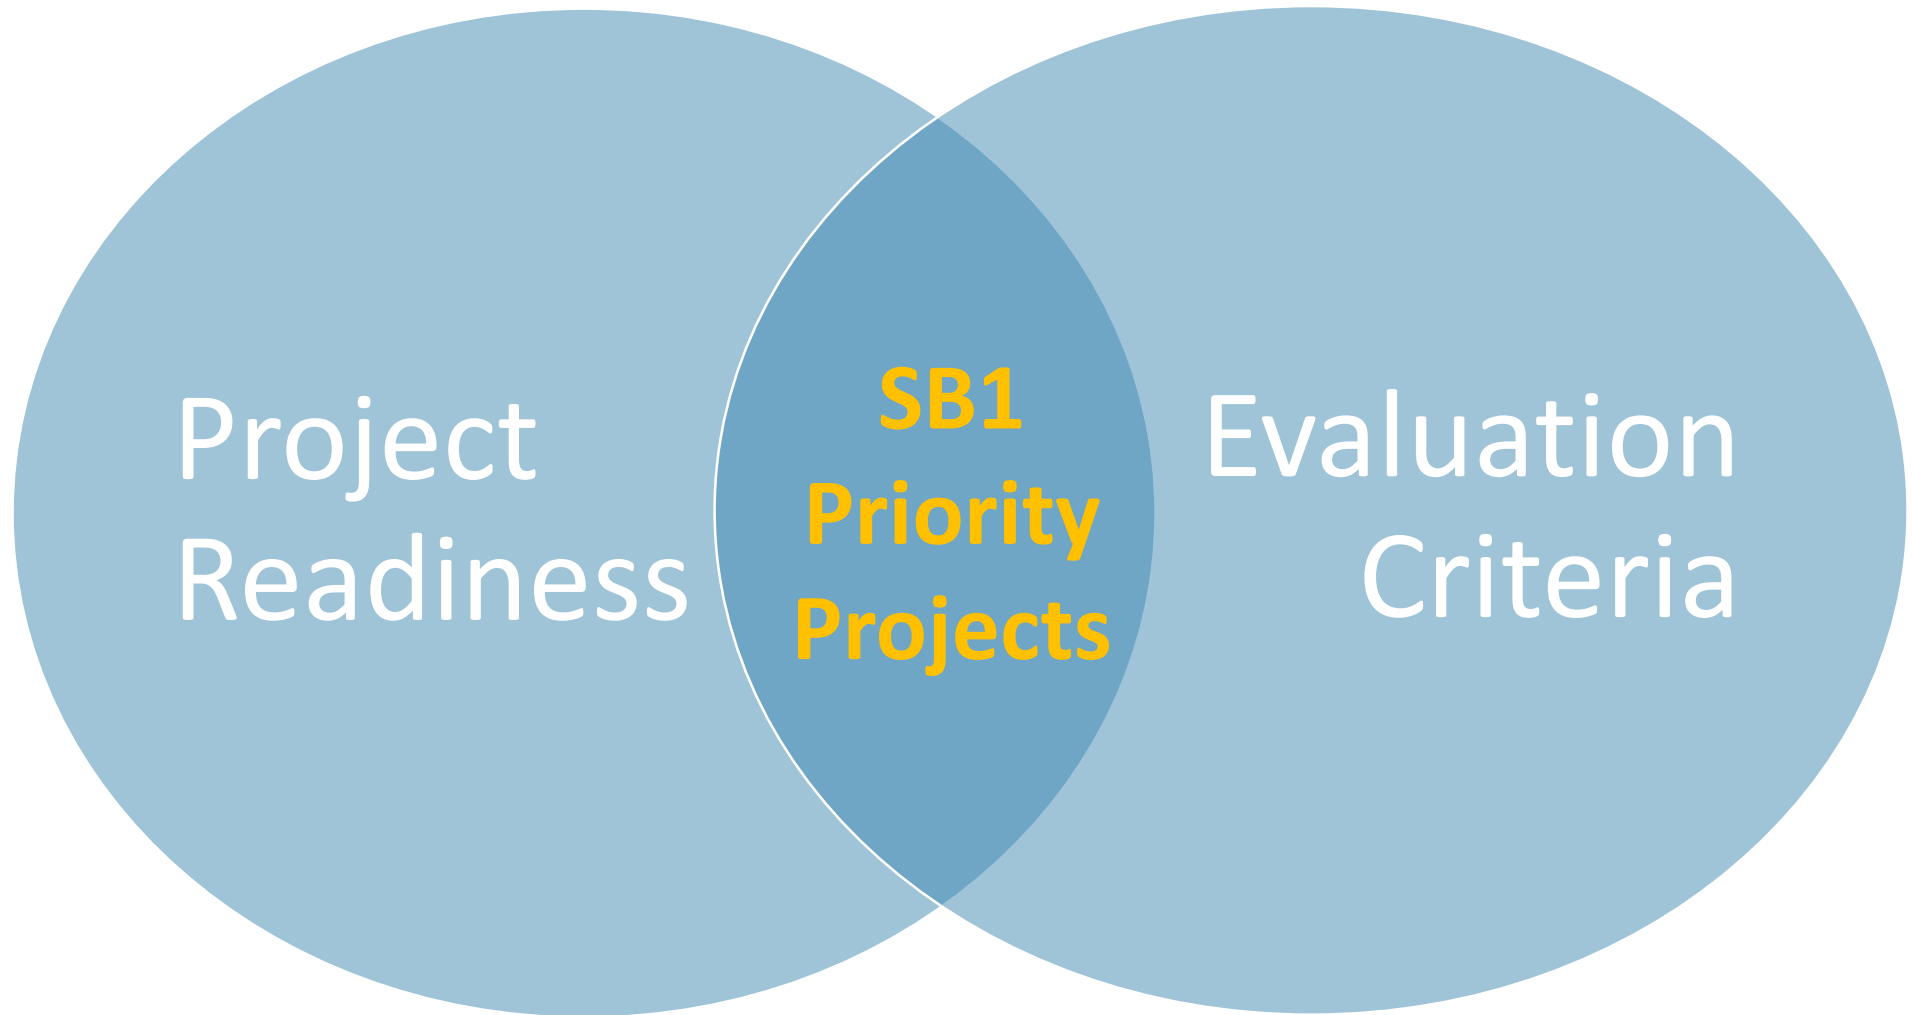 Project
Readiness
SB1
Priority
Projects
Evaluation
Criteria